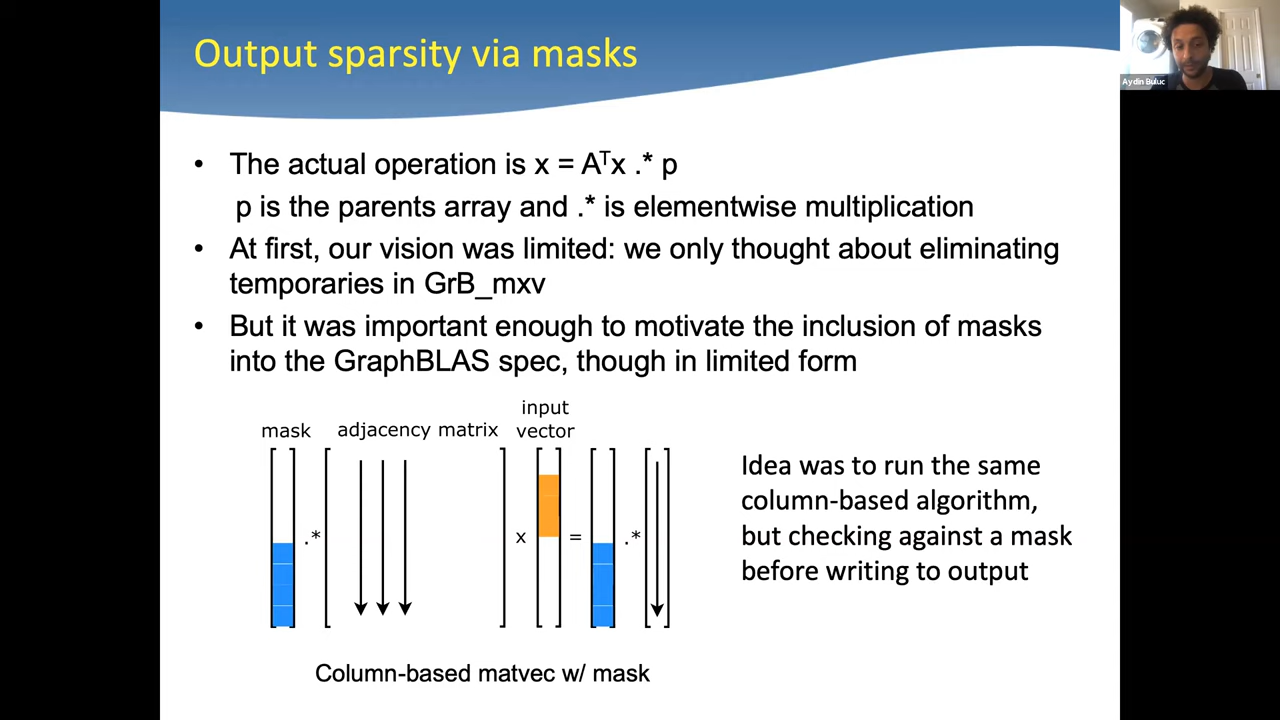 Output sparsity via masks
Aydin Buluc
• The actual operation is x = Aᵀx .* p
p is the parents array and .* is elementwise multiplication
• At first, our vision was limited: we only thought about eliminating
temporaries in GrB_mxv
• But it was important enough to motivate the inclusion of masks
into the GraphBLAS spec, though in limited form
mask
adjacency matrix
input
vector
.*
x
=
.*
Idea was to run the same
column-based algorithm,
but checking against a mask
before writing to output
Column-based matvec w/ mask